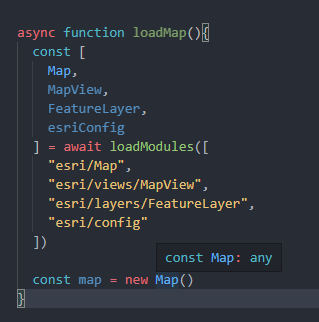 async function loadMap(){
  const [
    Map,
    MapView,
    FeatureLayer,
    esriConfig
  ] = await loadModules([
    "esri/Map",
    "esri/views/MapView",
    "esri/layers/FeatureLayer",
    "esri/config"
  ])
const Map: any
  const map = new Map()
}